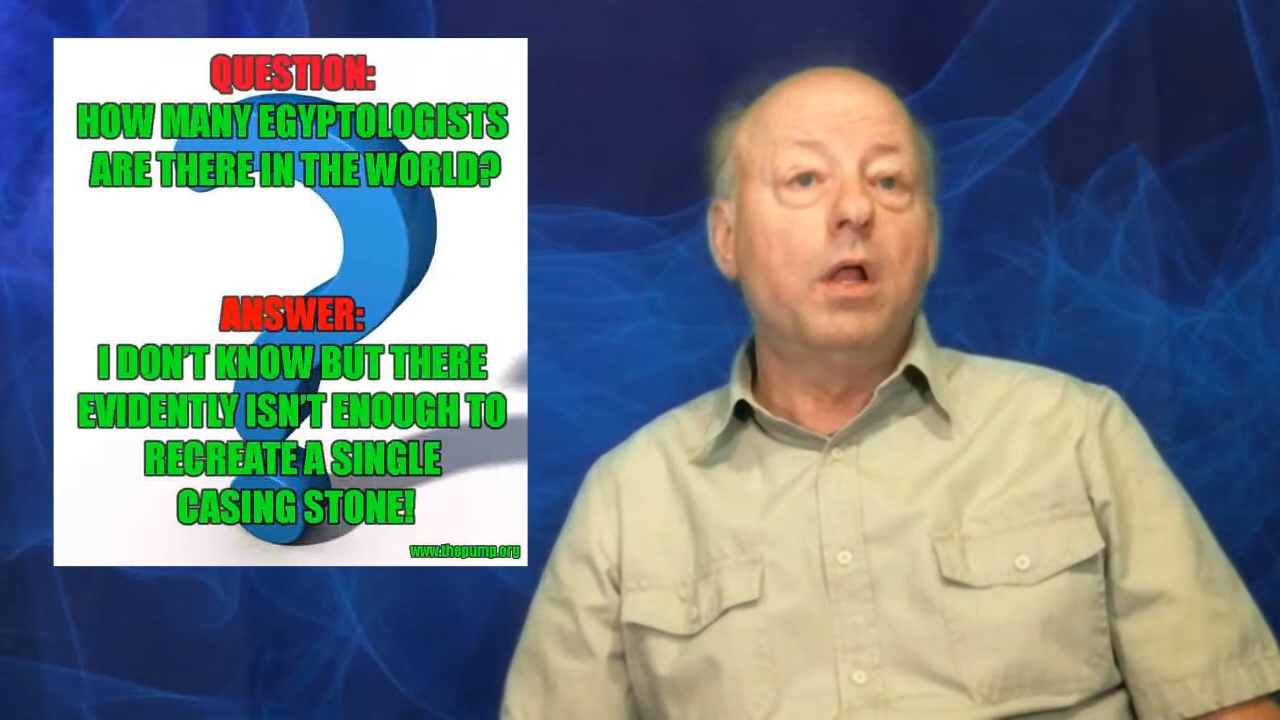 QUESTION:
HOW MANY EGYPTOLOGISTS
ARE THERE IN THE WORLD?
ANSWER:
I DON'T KNOW BUT THERE
EVIDENTLY ISN'T ENOUGH TO
RECREATE A SINGLE
CASING STONE!
www.thepump.org